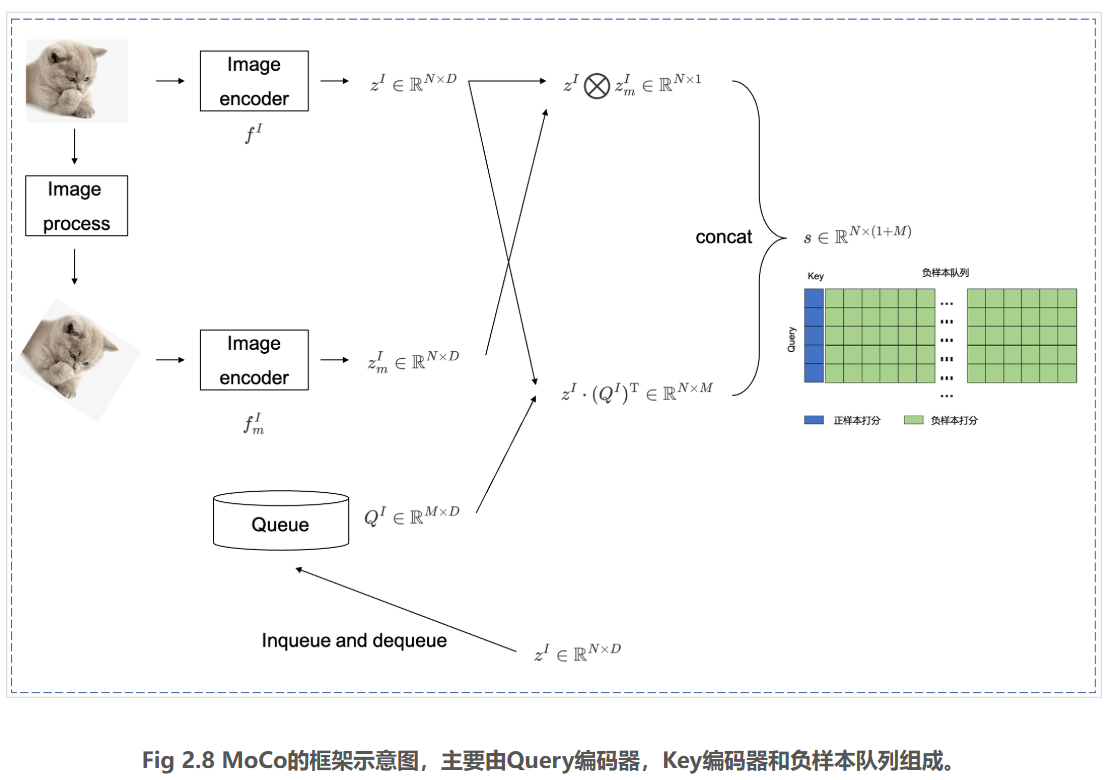 Image
encoder
$z^I \in \mathbb{R}^{N \times D}$
$z^I \otimes z_m^I \in \mathbb{R}^{N \times 1}$
$f^I$
Image
process
concat
$s \in \mathbb{R}^{N \times (1+M)}$
Key
负样本队列
Query
...
...
...
...
...
...
正样本打分
负样本打分
Image
encoder
$z_m^I \in \mathbb{R}^{N \times D}$
$f_m^I$
$z^I \cdot (Q^I)^{\mathrm{T}} \in \mathbb{R}^{N \times M}$
Queue
$Q^I \in \mathbb{R}^{M \times D}$
Inqueue and dequeue
$z^I \in \mathbb{R}^{N \times D}$
Fig 2.8 MoCo的框架示意图，主要由Query编码器，Key编码器和负样本队列组成。